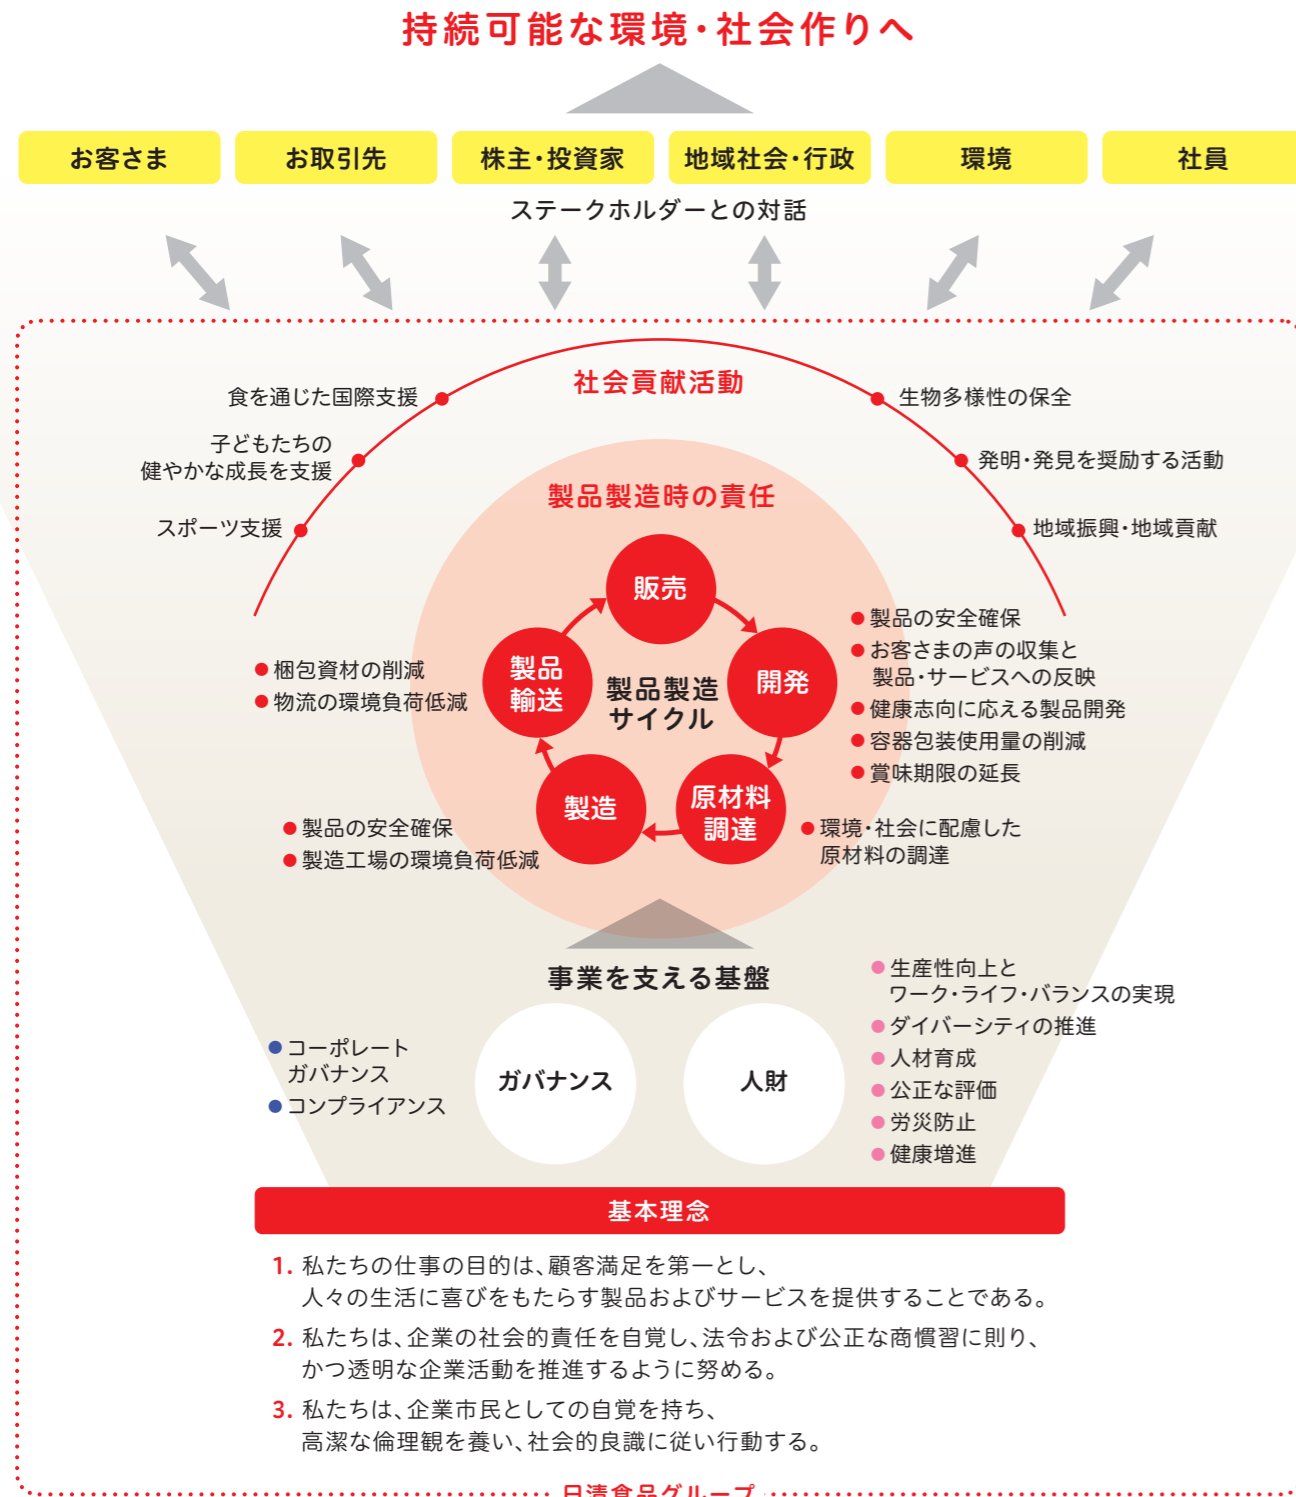 持続可能な環境・社会作りへ
お客さま
お取引先
株主・投資家
地域社会・行政
環境
社員
ステークホルダーとの対話
社会貢献活動
食を通じた国際支援
子どもたちの
健やかな成長を支援
スポーツ支援
生物多様性の保全
発明・発見を奨励する活動
地域振興・地域貢献
製品製造時の責任
販売
製品
輸送
製品製造
サイクル
開発
製造
原材料
調達
梱包資材の削減
物流の環境負荷低減
製品の安全確保
お客さまの声の収集と
製品・サービスへの反映
健康志向に応える製品開発
容器包装使用量の削減
賞味期限の延長
製品の安全確保
製造工場の環境負荷低減
環境・社会に配慮した
原材料の調達
事業を支える基盤
コーポレート
ガバナンス
コンプライアンス
ガバナンス
人財
生産性向上と
ワーク・ライフ・バランスの実現
ダイバーシティの推進
人材育成
公正な評価
労災防止
健康増進
基本理念
1. 私たちの仕事の目的は、顧客満足を第一とし、
人々の生活に喜びをもたらす製品およびサービスを提供することである。
2. 私たちは、企業の社会的責任を自覚し、法令および公正な商慣習に則り、
かつ透明な企業活動を推進するように努める。
3. 私たちは、企業市民としての自覚を持ち、
高潔な倫理観を養い、社会的良識に従い行動する。
日清食品グループ